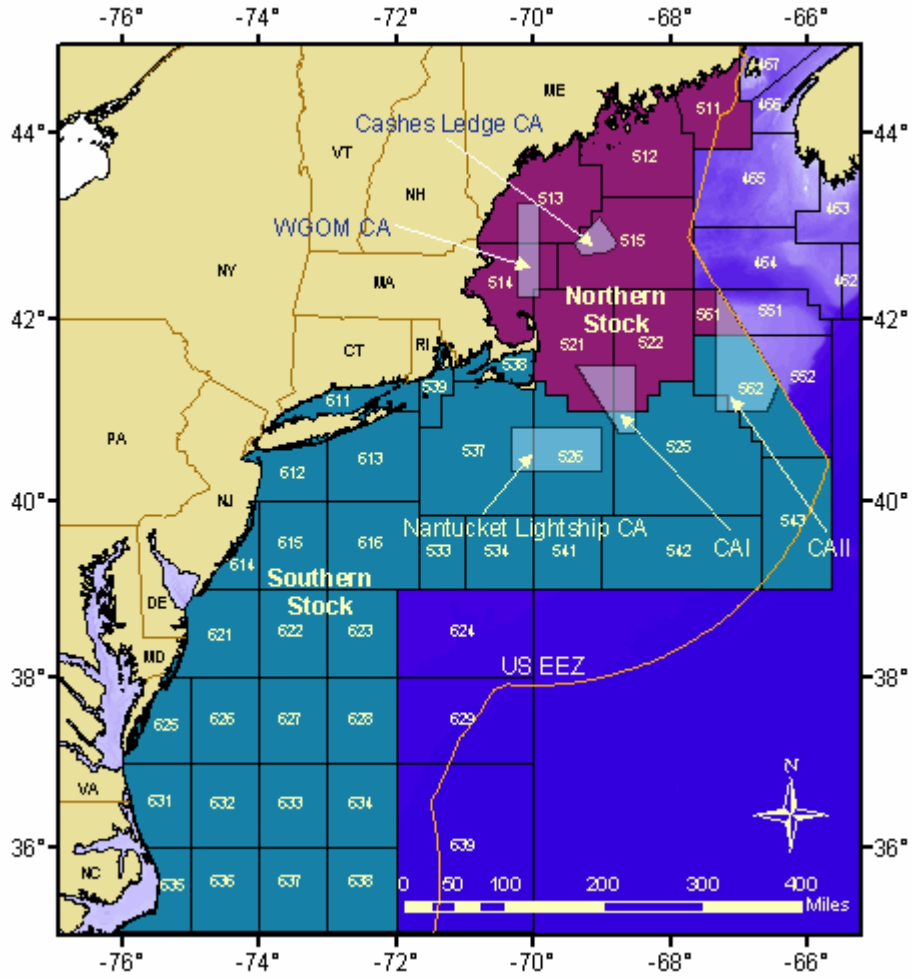 -76° -74° -72° -70° -68° -66°
467
ME
511
466
44° 44°
Cashes Ledge CA
VT
512
465
NH
513
463
WGOM CA
515
464
NY
MA
514
462
Northern
Stock
42° 42°
551 551
CT
RI
521
522
552
538
539
562
611
PA
537
525
613
526
612
40° 40°
NJ
543
Nantucket Lightship CA
615
616
533 534 541 542
CAI
CAII
614
Southern
Stock
DE
621 622 623 624
MD
US EEZ
38° 38°
625 626 627 628 629
N
VA
631 632 633 634
36° 36°
639
NC
635 636 637 638
0 50 100 200 300 400
Miles
-76° -74° -72° -70° -68° -66°